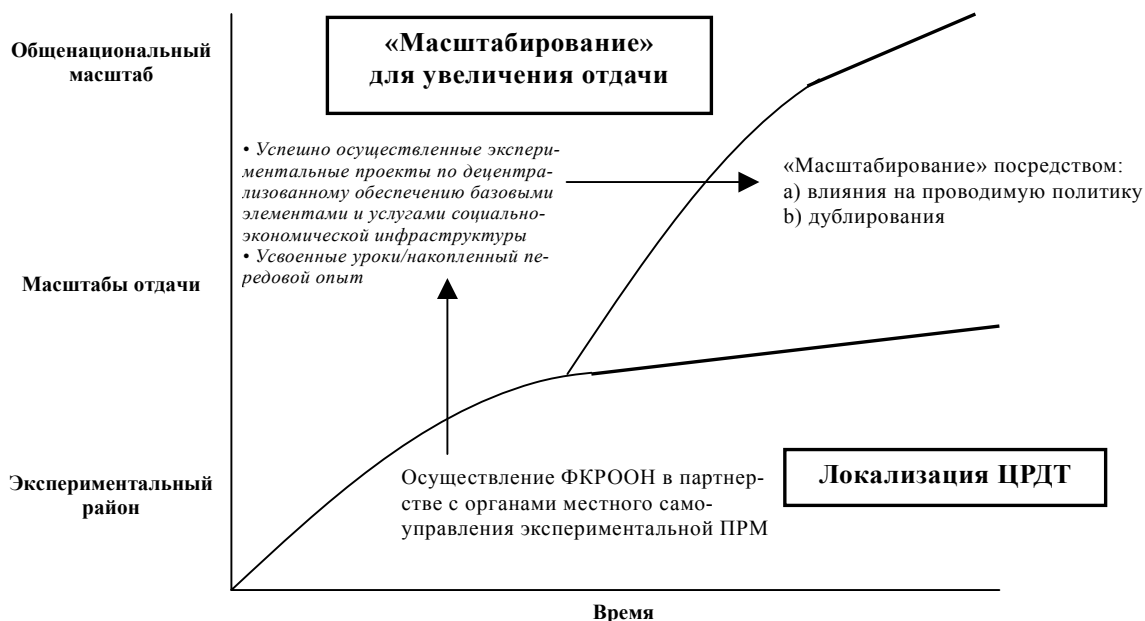 Общенациональный
масштаб
«Масштабирование»
для увеличения отдачи
• Успешно осуществленные экспери-
ментальные проекты по децентра-
лизованному обеспечению базовыми
элементами и услугами социально-
экономической инфраструктуры
• Усвоенные уроки/накопленный пе-
редовой опыт
«Масштабирование» посредством:
a) влияния на проводимую политику
b) дублирования
Масштабы отдачи
Экспериментальный
район
Осуществление ФКРООН в партнер-
стве с органами местного само-
управления экспериментальной ПРМ
Локализация ЦРДТ
Время